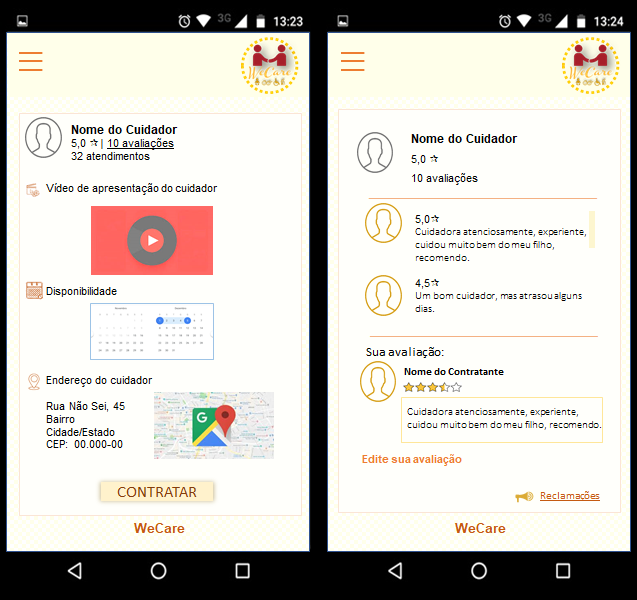 3G 13:23
WeCare
Nome do Cuidador
5,0 ☆ | 10 avaliações
32 atendimentos
Vídeo de apresentação do cuidador
Disponibilidade
Endereço do cuidador
Rua Não Sei, 45
Bairro
Cidade/Estado
CEP: 00.000-00
G
CONTRATAR
WeCare
3G 13:24
WeCare
Nome do Cuidador
5,0 ☆
10 avaliações
5,0☆
Cuidadora atenciosamente, experiente,
cuidou muito bem do meu filho,
recomendo.
4,5☆
Um bom cuidador, mas atrasou alguns
dias.
Sua avaliação:
Nome do Contratante
Cuidadora atenciosamente, experiente,
cuidou muito bem do meu filho, recomendo.
Edite sua avaliação
Reclamações
WeCare